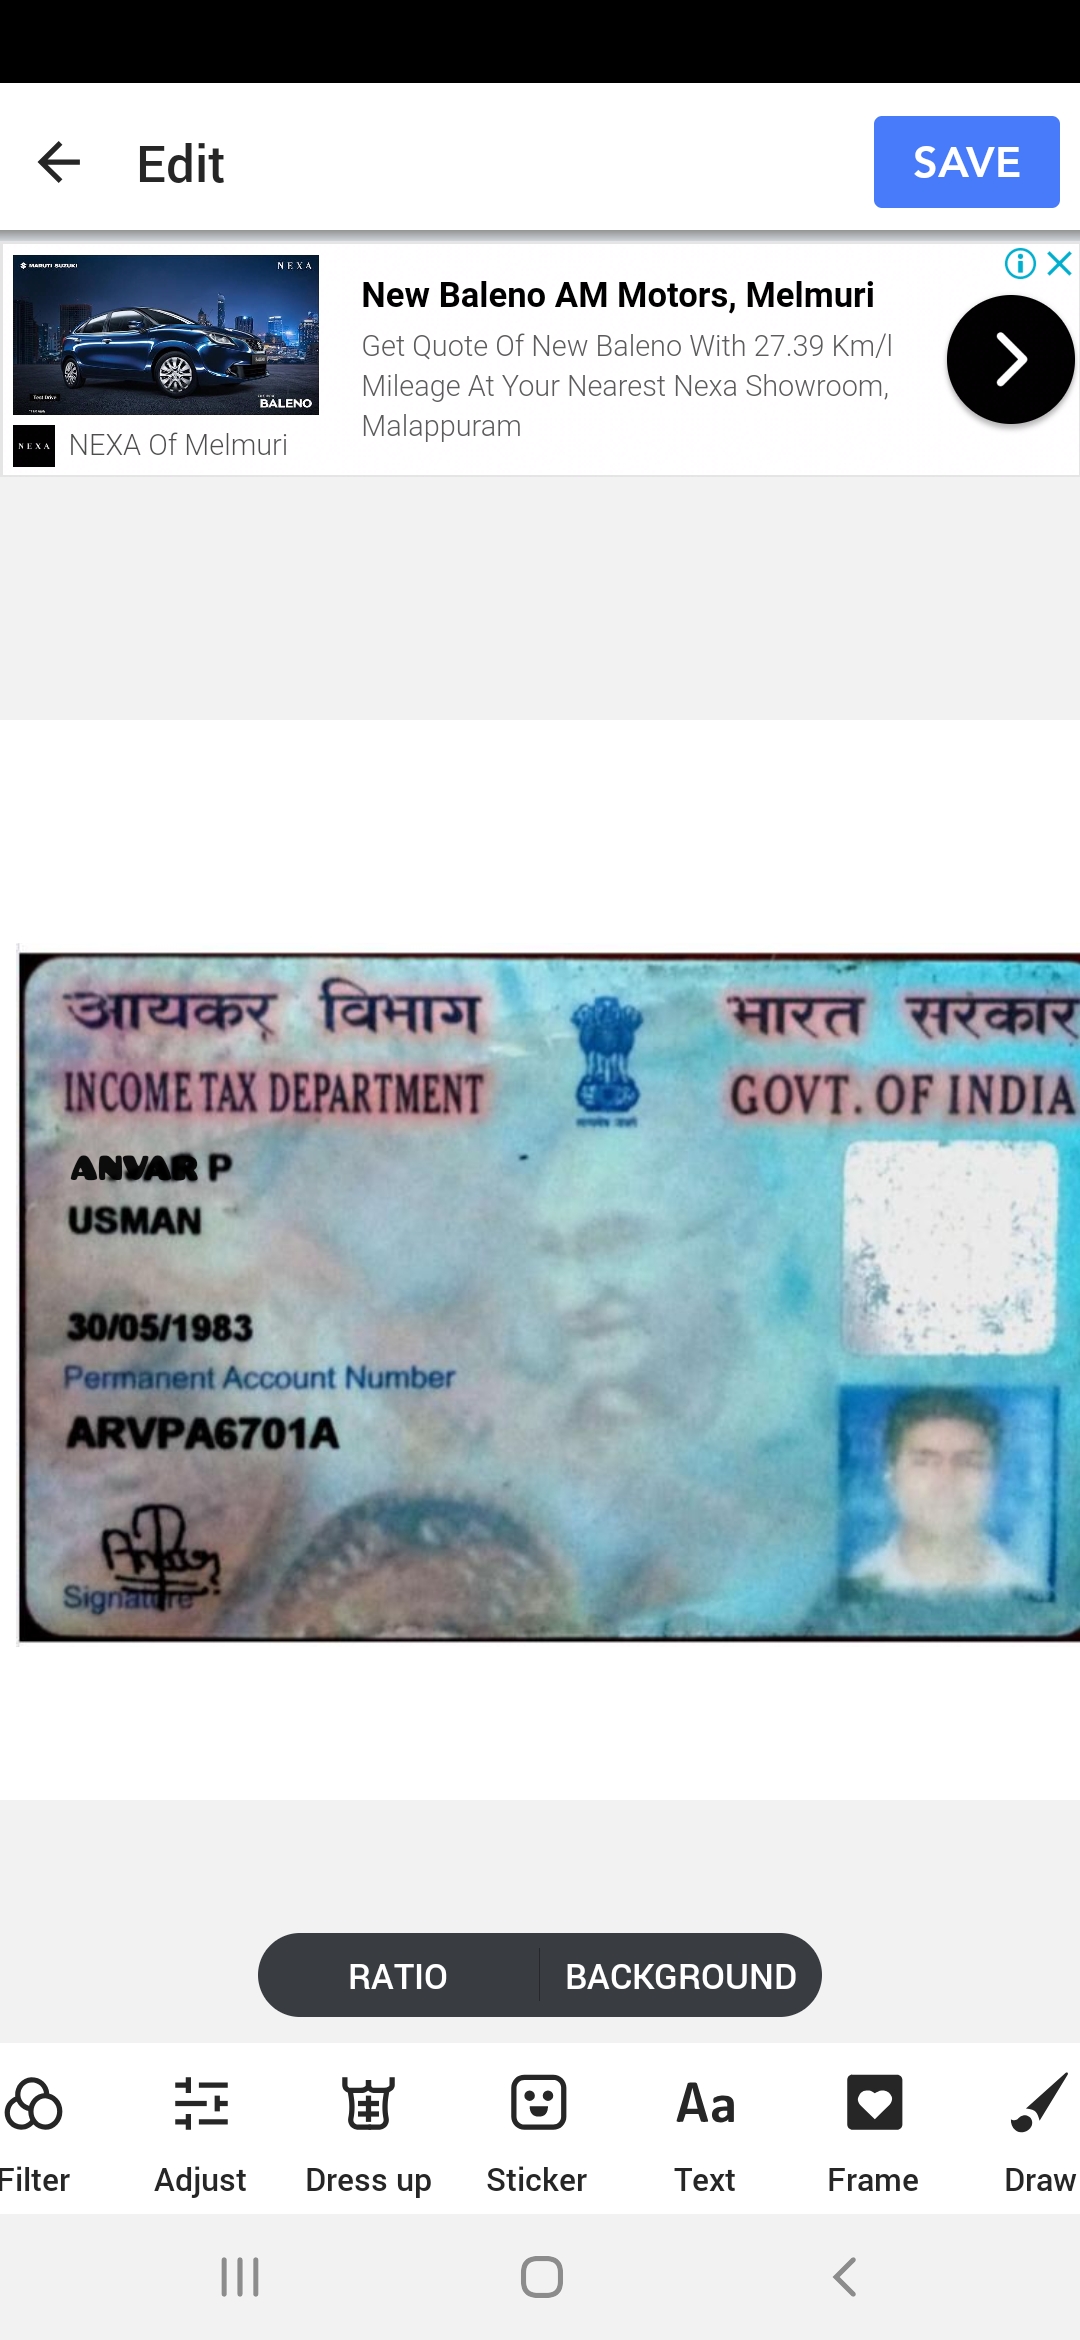 Edit
SAVE
MARUTI SUZUKI
NEXA
Test Drive
BALENO
NEXA
NEXA Of Melmuri
New Baleno AM Motors, Melmuri
Get Quote Of New Baleno With 27.39 Km/l
Mileage At Your Nearest Nexa Showroom,
Malappuram
आयकर विभाग
भारत सरकार
INCOME TAX DEPARTMENT
GOVT. OF INDIA
ANVAR P
USMAN
30/05/1983
Permanent Account Number
ARVPA6701A
Signature
RATIO
BACKGROUND
Filter
Adjust
Dress up
Sticker
Aa
Text
Frame
Draw